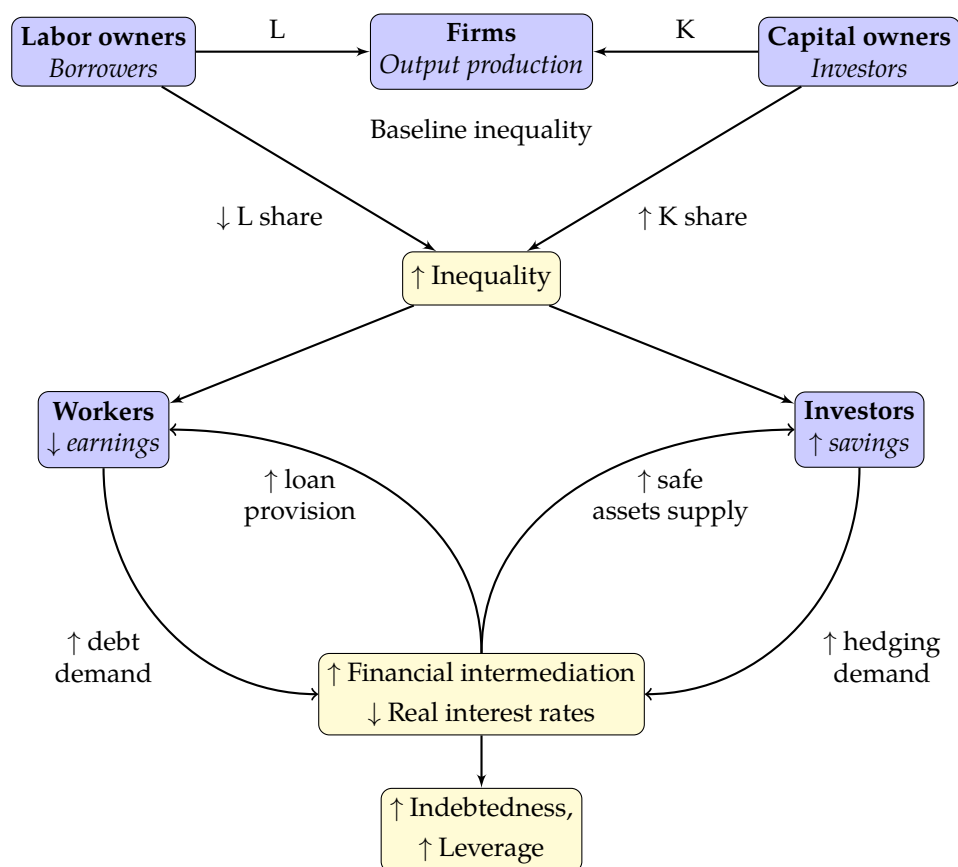 Labor owners
Borrowers
L
Firms
Output production
K
Capital owners
Investors
Baseline inequality
↓ L share
↑ K share
↑ Inequality
Workers
↓ earnings
Investors
↑ savings
↑ loan
provision
↑ safe
assets supply
↑ debt
demand
↑ hedging
demand
↑ Financial intermediation
↓ Real interest rates
↑ Indebtedness,
↑ Leverage